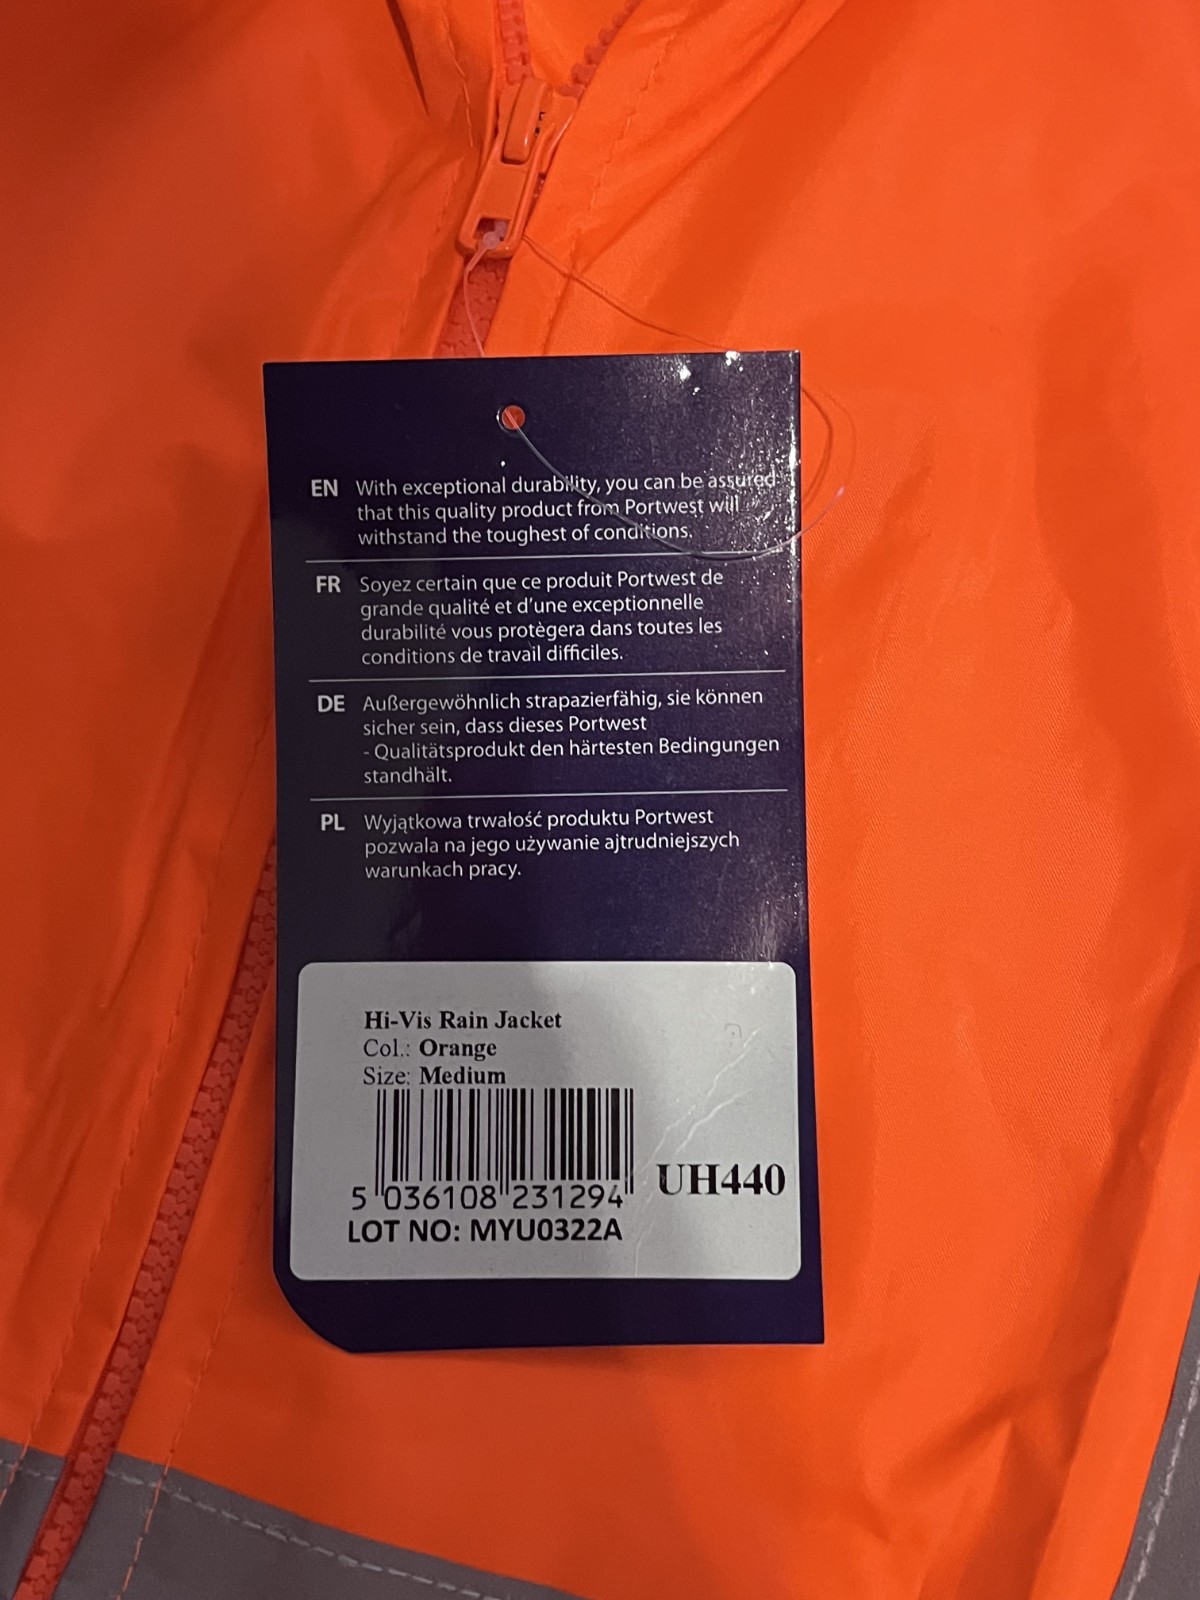 EN With exceptional durability, you can be assured
that this quality product from Portwest will
withstand the toughest of conditions.
FR Soyez certain que ce produit Portwest de
grande qualité et d'une exceptionnelle
durabilité vous protègera dans toutes les
conditions de travail difficiles.
DE Außergewöhnlich strapazierfähig, sie können
sicher sein, dass dieses Portwest
- Qualitätsprodukt den härtesten Bedingungen
standhält.
PL Wyjątkowa trwałość produktu Portwest
pozwala na jego używanie ajtrudniejszych
warunkach pracy.
Hi-Vis Rain Jacket
Col.: Orange
Size: Medium
5 036108 231294
UH440
LOT NO: MYU0322A